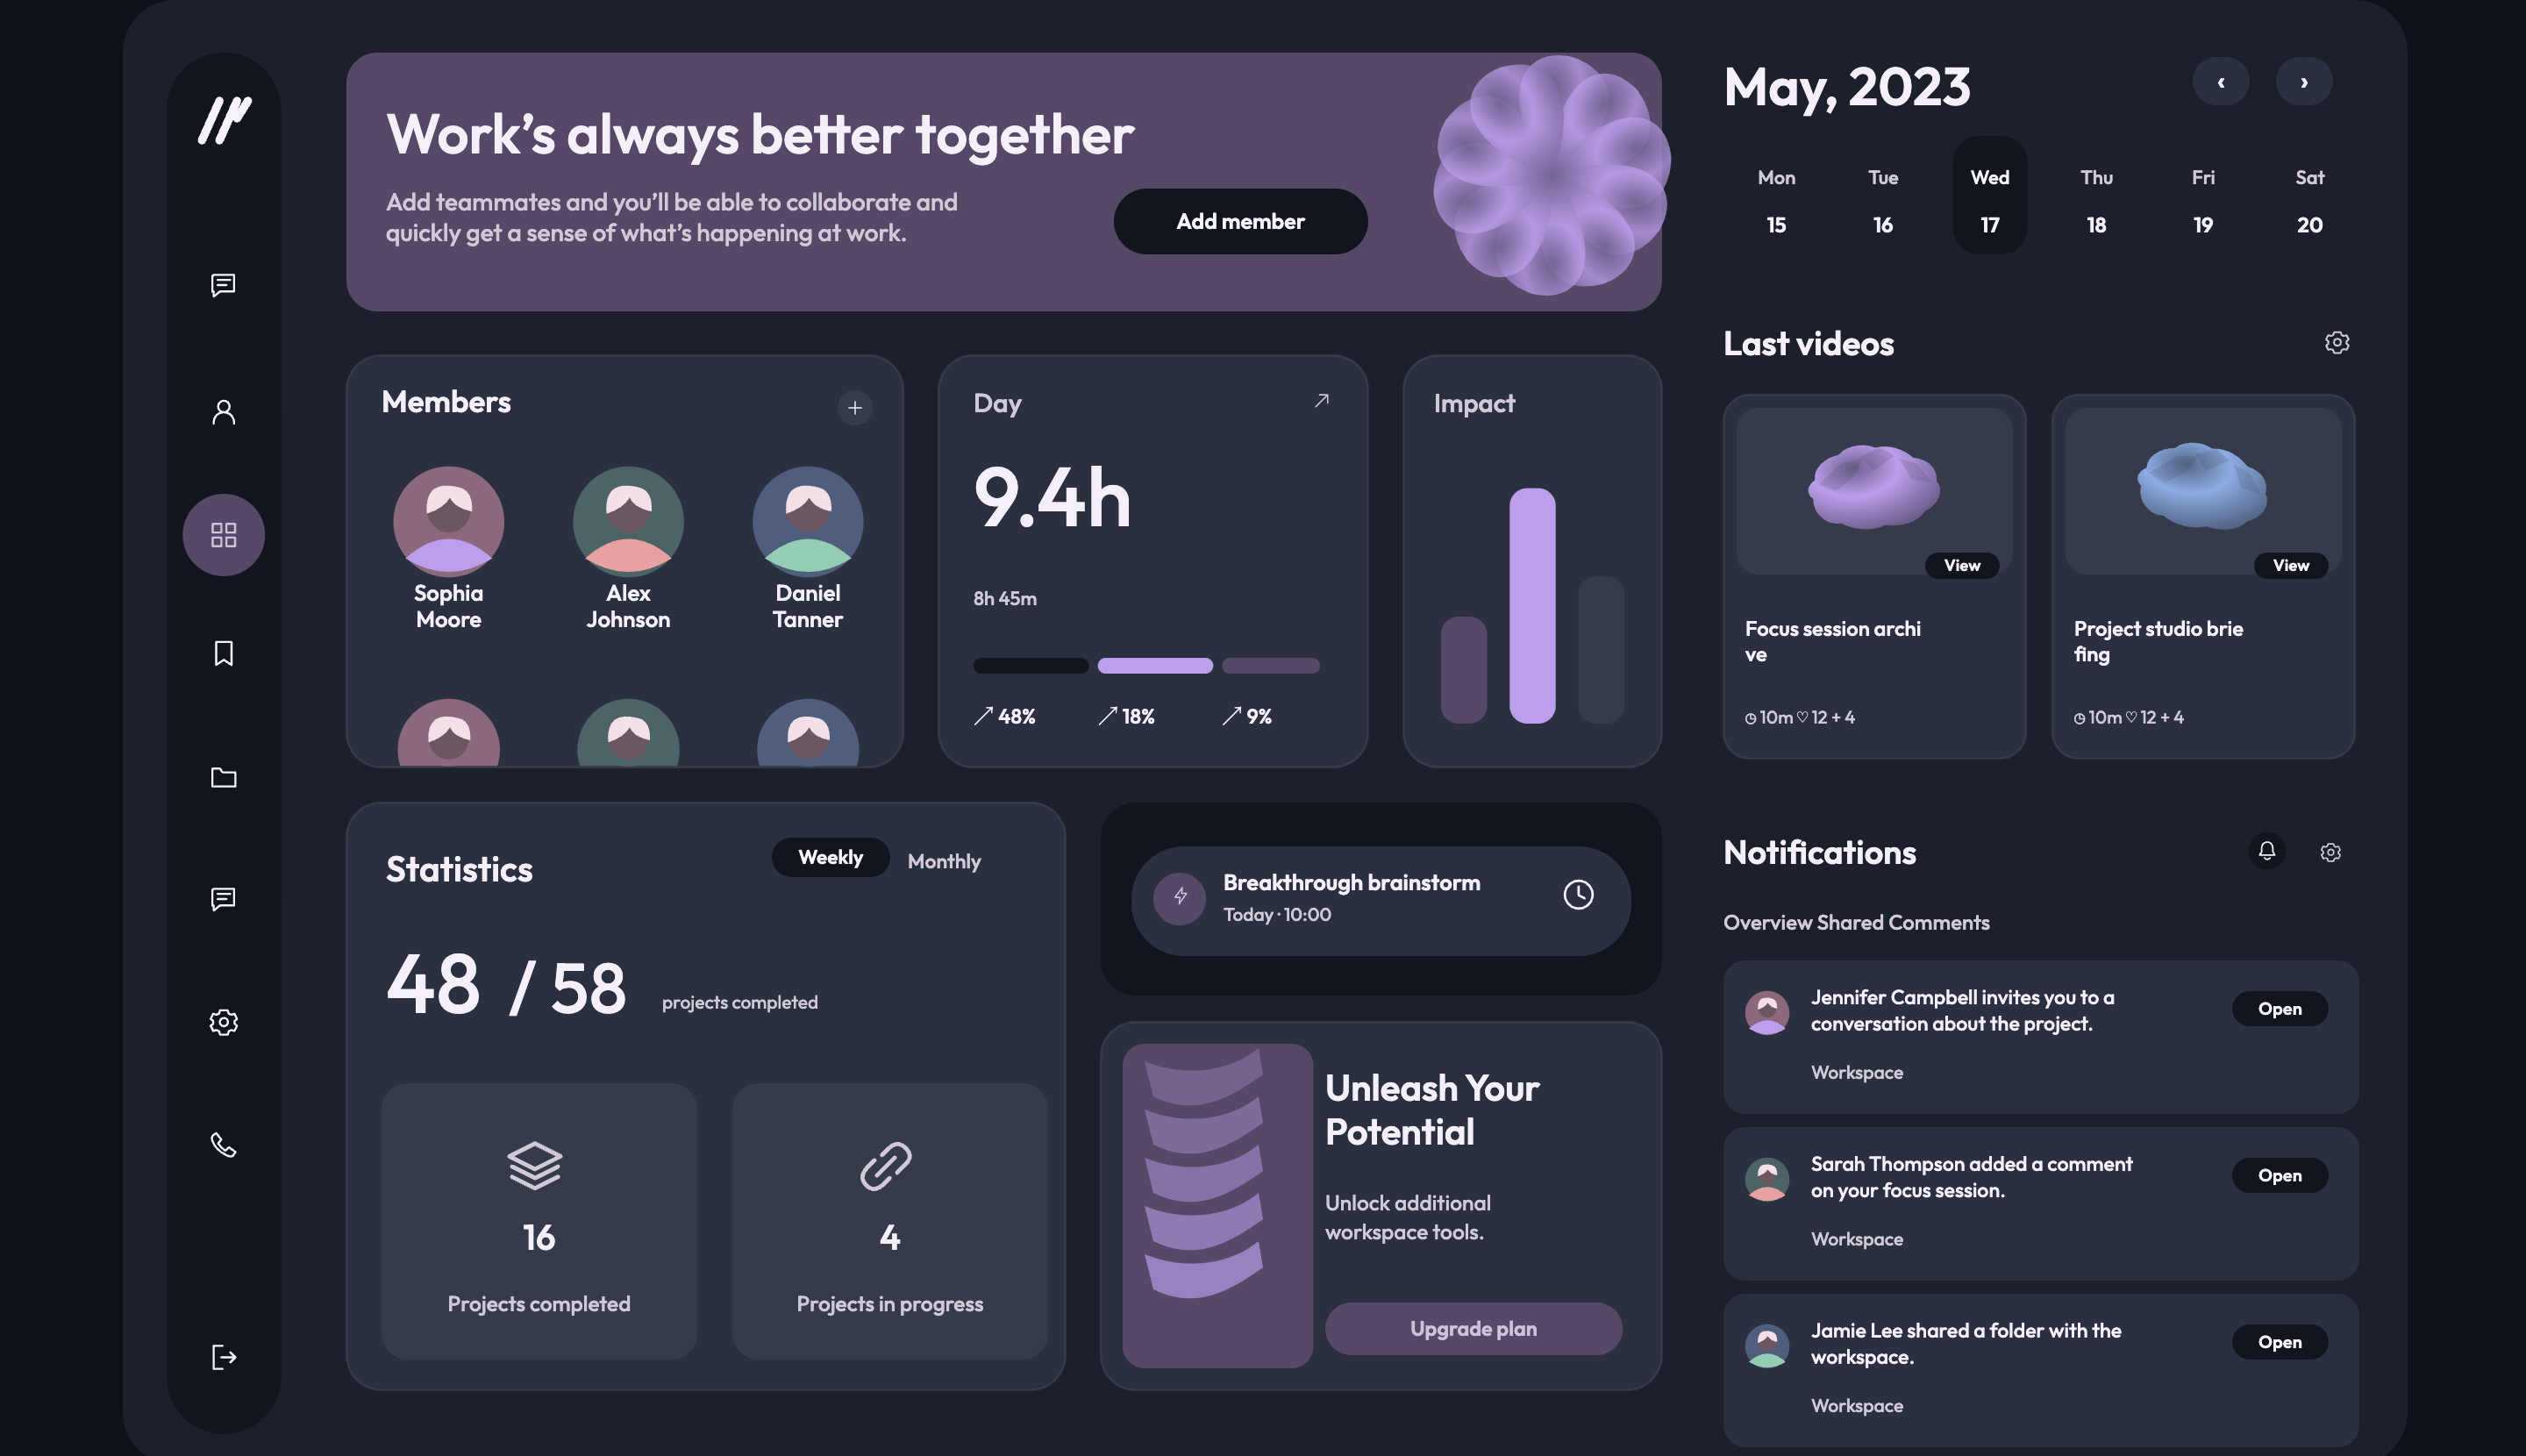 Work’s always better together
Add teammates and you’ll be able to collaborate and
quickly get a sense of what’s happening at work.
Add member
Members
Sophia
Moore
Alex
Johnson
Daniel
Tanner
Day
9.4h
8h 45m
48%
18%
9%
Impact
Statistics
Weekly
Monthly
48 / 58 projects completed
16
Projects completed
4
Projects in progress
Breakthrough brainstorm
Today · 10:00
Unleash Your
Potential
Unlock additional
workspace tools.
Upgrade plan
May, 2023
‹ ›
Mon Tue Wed Thu Fri Sat
15 16 17 18 19 20
Last videos
View
Focus session archi
ve
◷ 10m ♡ 12 + 4
View
Project studio brie
fing
◷ 10m ♡ 12 + 4
Notifications
Overview Shared Comments
Jennifer Campbell invites you to a
conversation about the project.
Workspace
Open
Sarah Thompson added a comment
on your focus session.
Workspace
Open
Jamie Lee shared a folder with the
workspace.
Workspace
Open